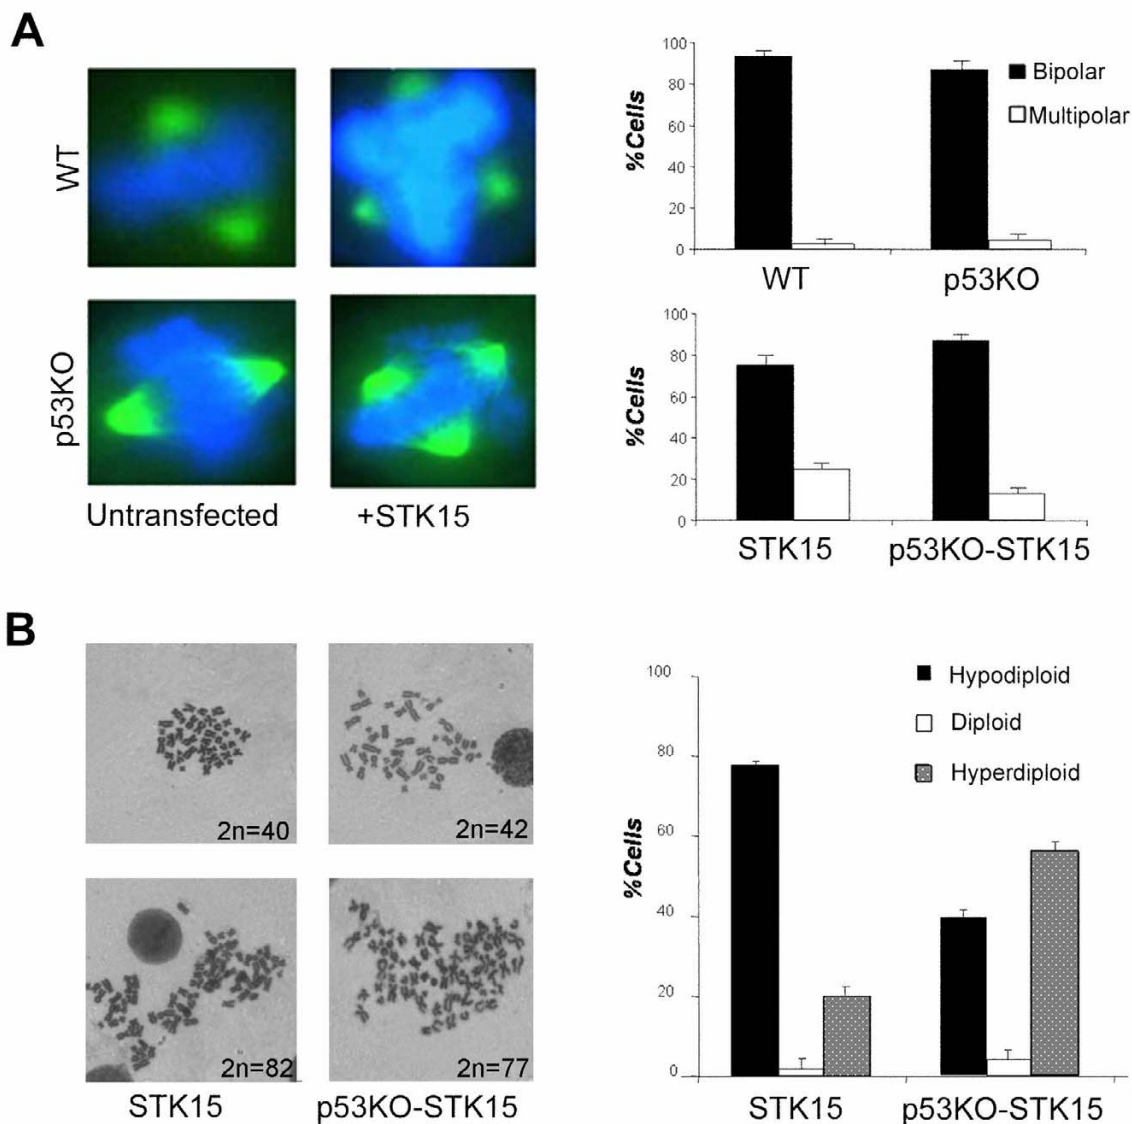 A
WT
p53KO
Untransfected
+STK15
%Cells
100
80
60
40
20
0
Bipolar
Multipolar
WT
p53KO
%Cells
100
80
60
40
20
0
STK15
p53KO-STK15
B
2n=40
2n=42
2n=82
2n=77
STK15
p53KO-STK15
%Cells
100
80
60
40
20
0
Hypodiploid
Diploid
Hyperdiploid
STK15
p53KO-STK15